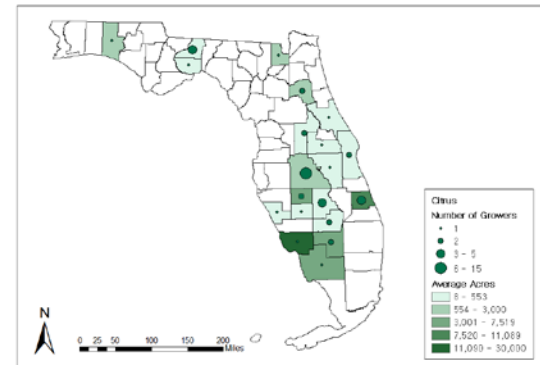 Citrus
Number of Growers
1
2
3 - 5
6 - 15
Average Acres
8 - 553
554 - 3,000
3,001 - 7,519
7,520 - 11,089
11,090 - 30,000
N
0 25 50 100 150 200
Miles